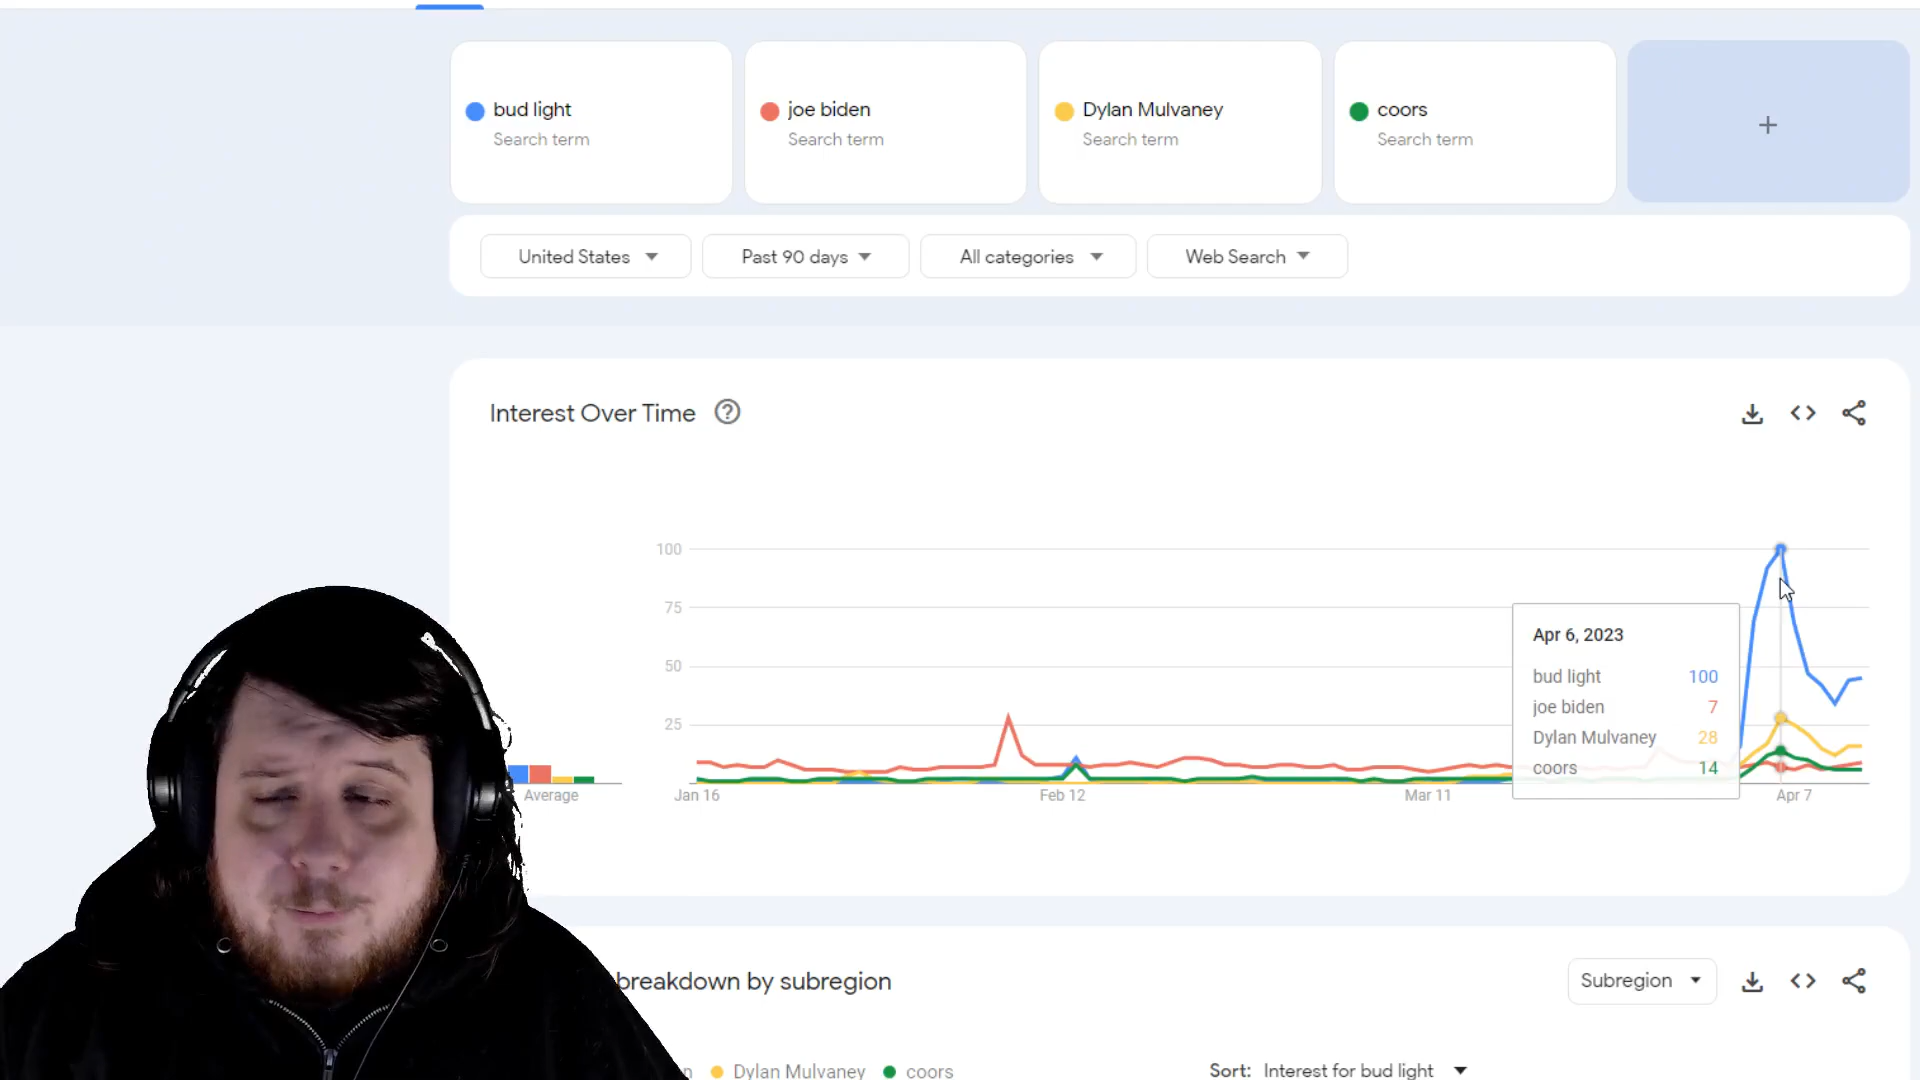 bud light
Search term
joe biden
Search term
Dylan Mulvaney
Search term
coors
Search term
+
United States
Past 90 days
All categories
Web Search
Interest Over Time
100
75
50
25
Apr 6, 2023
bud light 100
joe biden 7
Dylan Mulvaney 28
coors 14
Average
Jan 16
Feb 12
Mar 11
Apr 7
breakdown by subregion
Subregion
n
Dylan Mulvaney
coors
Sort: Interest for bud light